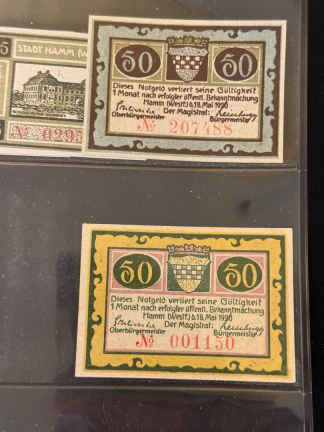 5
STADT HAMM (W
No 0295
50 50
Dieses Notgeld verliert seine Gültigkeit
1 Monat nach erfolgter öffentl. Bekanntmachung
Hamm (Westf.) d. 18. Mai 1920
Der Magistrat:
Oberbürgermeister Bürgermeister
No 207488
50 50
Dieses Notgeld verliert seine Gültigkeit
1 Monat nach erfolgter öffentl. Bekanntmachung
Hamm (Westf.) d. 18. Mai 1920
Der Magistrat:
Oberbürgermeister Bürgermeister
No 001150